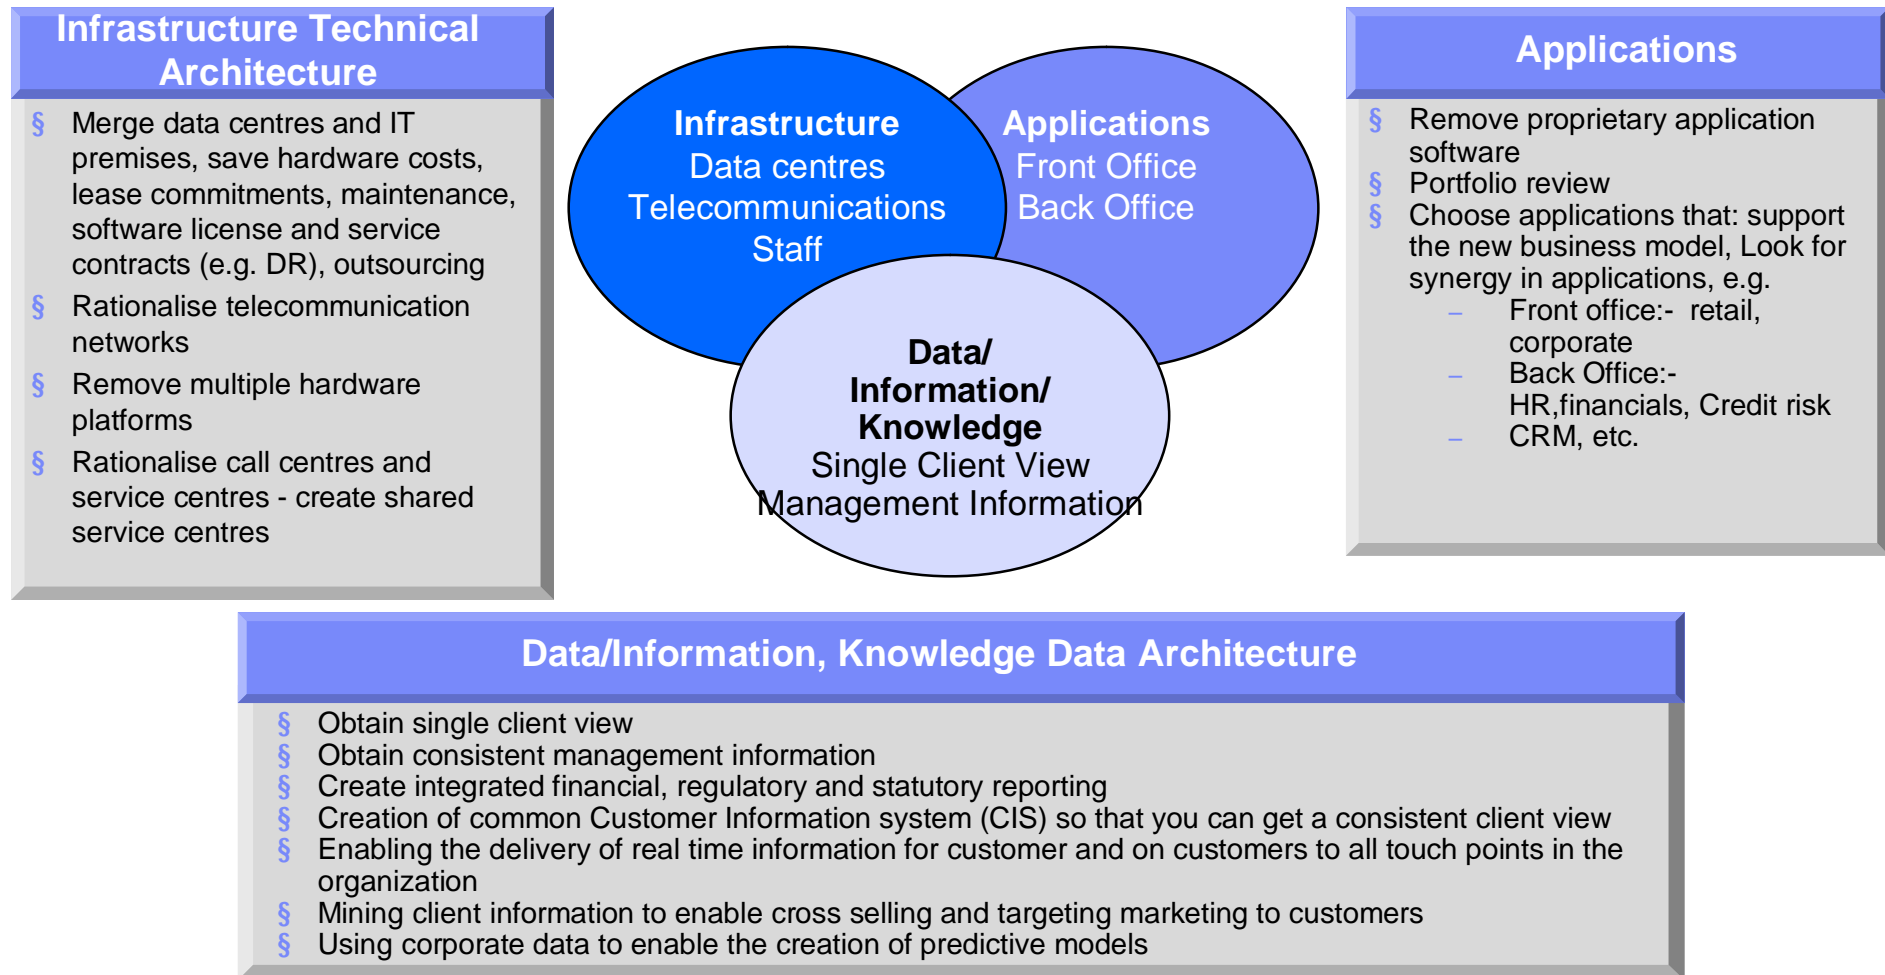 Infrastructure Technical
Architecture
§ Merge data centres and IT
premises, save hardware costs,
lease commitments, maintenance,
software license and service
contracts (e.g. DR), outsourcing
§ Rationalise telecommunication
networks
§ Remove multiple hardware
platforms
§ Rationalise call centres and
service centres - create shared
service centres
Infrastructure
Data centres
Telecommunications
Staff
Applications
Front Office
Back Office
Data/
Information/
Knowledge
Single Client View
Management Information
Applications
§ Remove proprietary application
software
§ Portfolio review
§ Choose applications that: support
the new business model, Look for
synergy in applications, e.g.
– Front office:- retail,
corporate
– Back Office:-
HR,financials, Credit risk
– CRM, etc.
Data/Information, Knowledge Data Architecture
§ Obtain single client view
§ Obtain consistent management information
§ Create integrated financial, regulatory and statutory reporting
§ Creation of common Customer Information system (CIS) so that you can get a consistent client view
§ Enabling the delivery of real time information for customer and on customers to all touch points in the
organization
§ Mining client information to enable cross selling and targeting marketing to customers
§ Using corporate data to enable the creation of predictive models